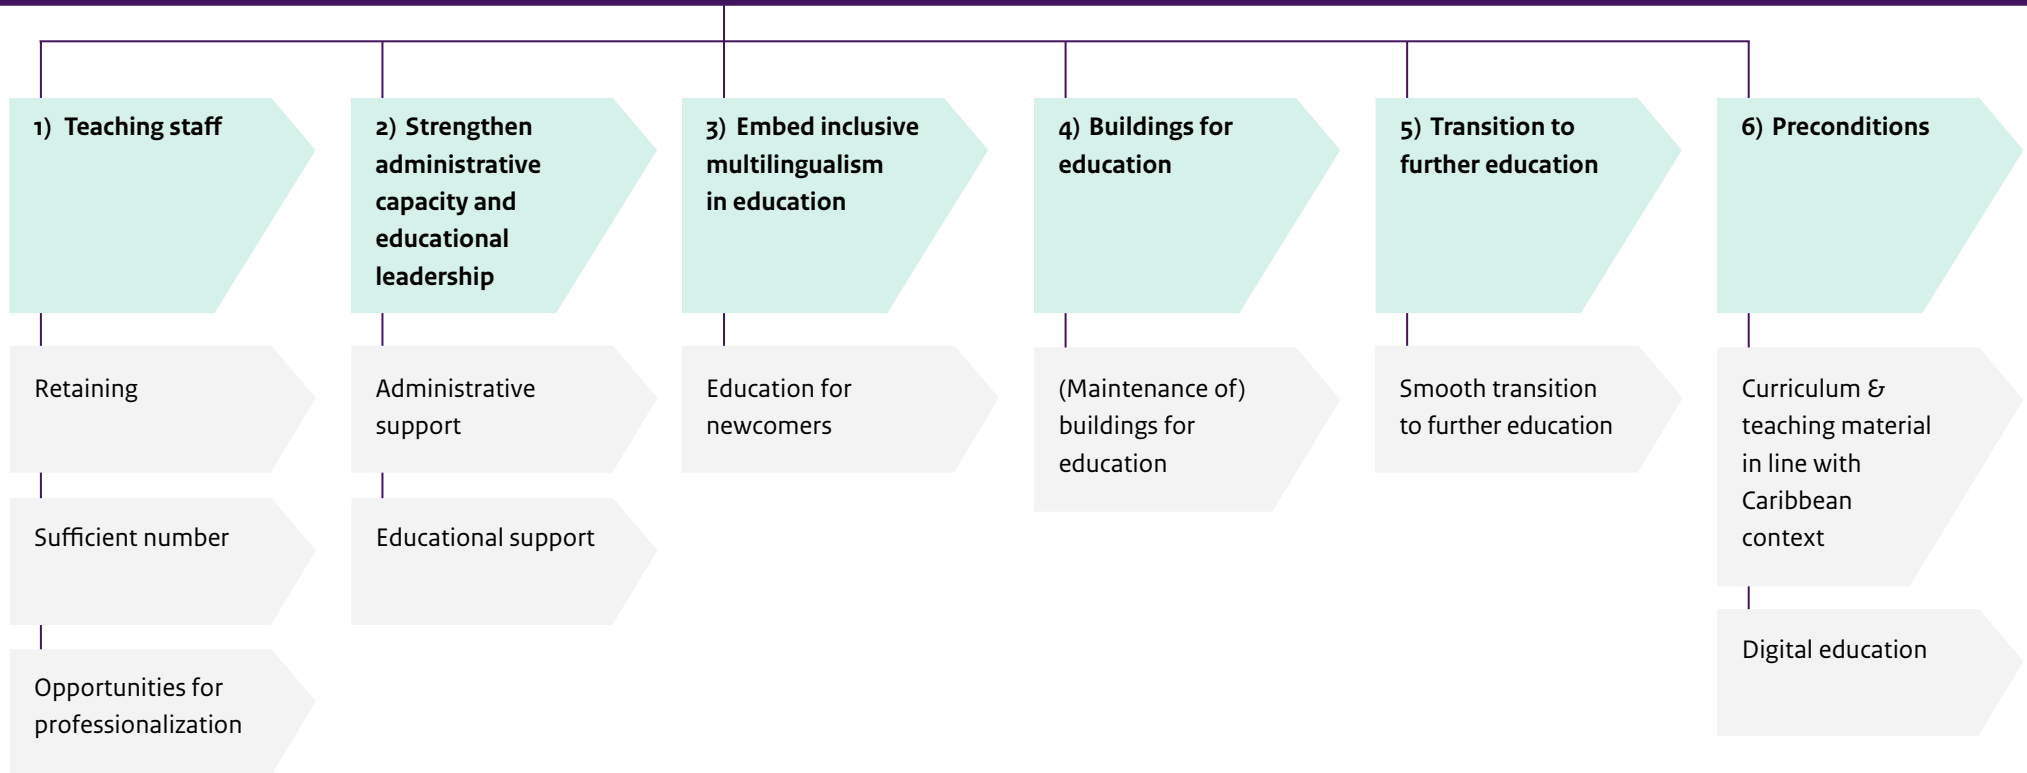 1) Teaching staff
Retaining
Sufficient number
Opportunities for
professionalization
2) Strengthen
administrative
capacity and
educational
leadership
Administrative
support
Educational support
3) Embed inclusive
multilingualism
in education
Education for
newcomers
4) Buildings for
education
(Maintenance of)
buildings for
education
5) Transition to
further education
Smooth transition
to further education
6) Preconditions
Curriculum &
teaching material
in line with
Caribbean
context
Digital education